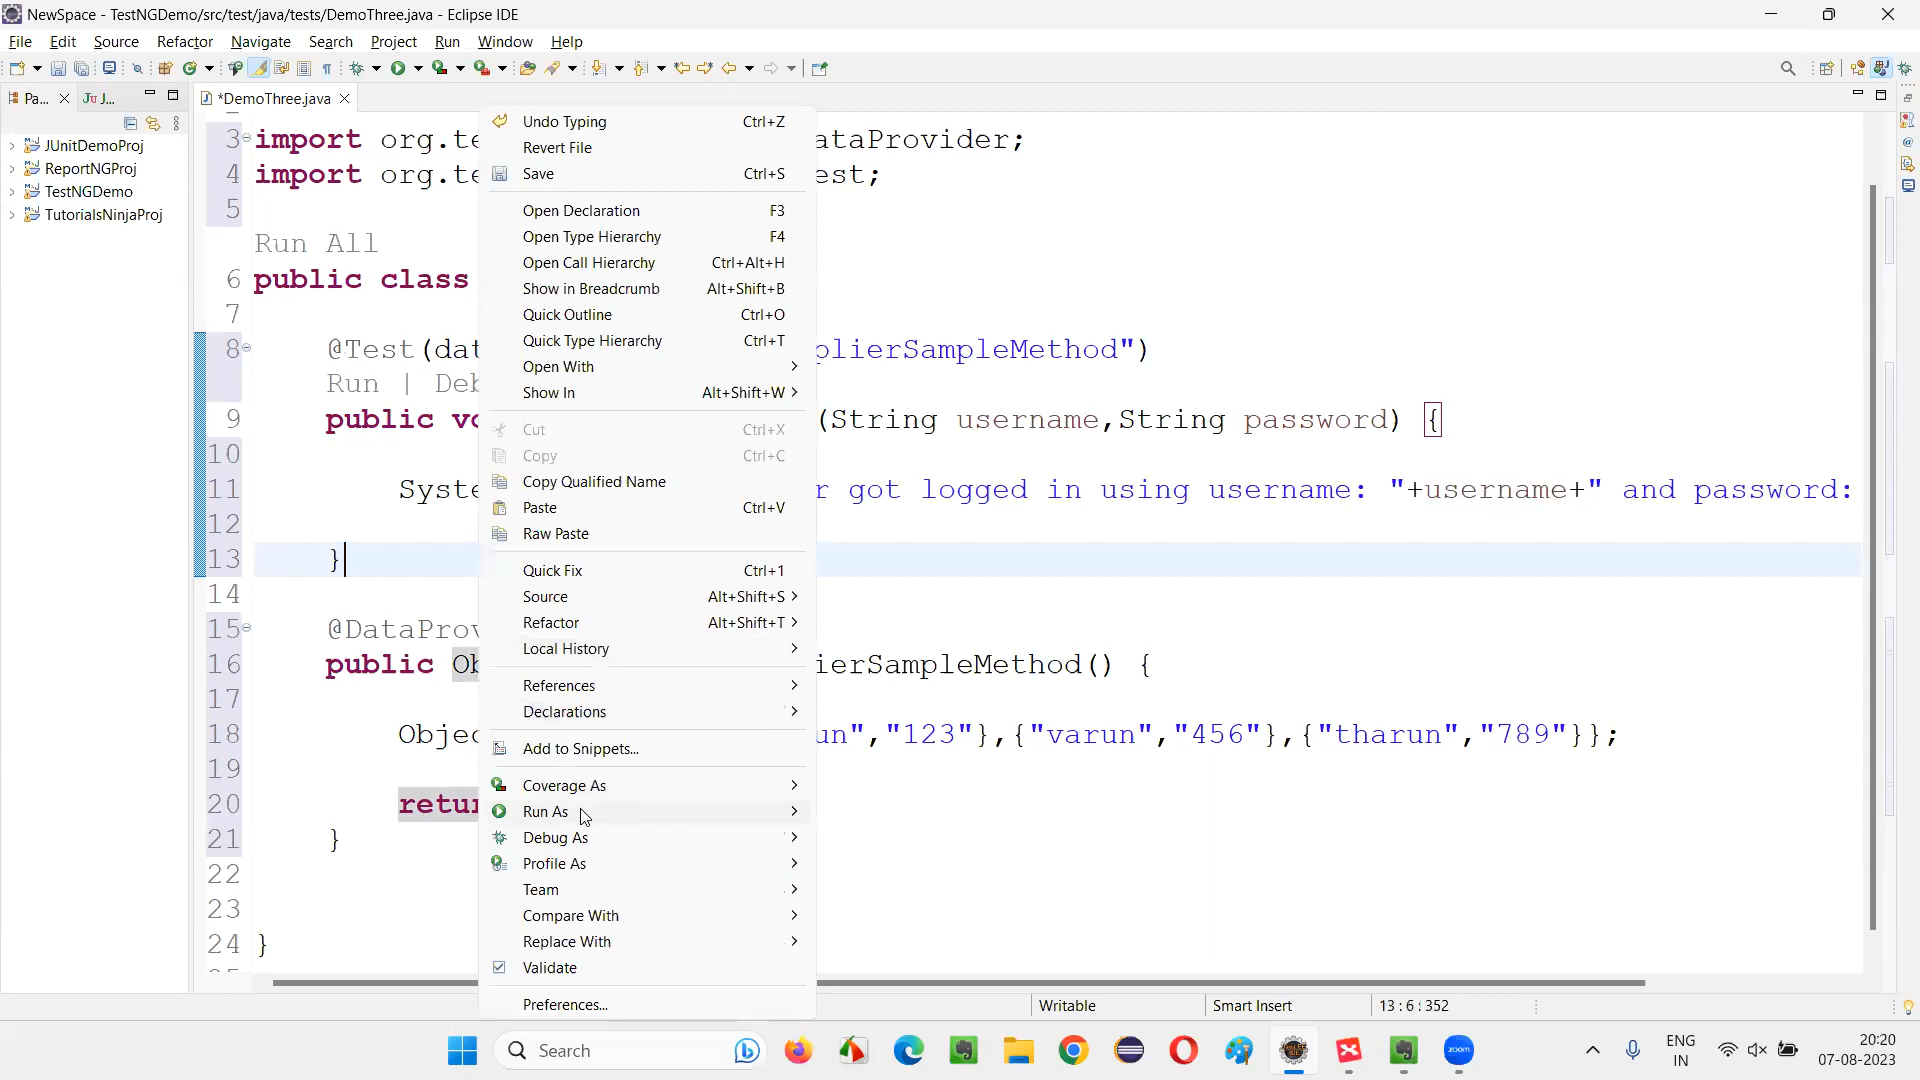 NewSpace - TestNGDemo/src/test/java/tests/DemoThree.java - Eclipse IDE
File Edit Source Refactor Navigate Search Project Run Window Help
Pa... J... *DemoThree.java
JUnitDemoProj
ReportNGProj
TestNGDemo
TutorialsNinjaProj
3 import org.te ataProvider;
4 import org.te est;
5
Run All
6 public class
7
8 @Test(dat plierSampleMethod")
Run | Deb
9 public vo (String username,String password) {
10
11 Syste r got logged in using username: "+username+" and password:
12
13 }
14
15 @DataProv
16 public Ob ierSampleMethod() {
17
18 Objec un","123"},{"varun","456"},{"tharun","789"}};
19
20 retur
21 }
22
23
24 }
Undo Typing Ctrl+Z
Revert File
Save Ctrl+S
Open Declaration F3
Open Type Hierarchy F4
Open Call Hierarchy Ctrl+Alt+H
Show in Breadcrumb Alt+Shift+B
Quick Outline Ctrl+O
Quick Type Hierarchy Ctrl+T
Open With
Show In Alt+Shift+W
Cut Ctrl+X
Copy Ctrl+C
Copy Qualified Name
Paste Ctrl+V
Raw Paste
Quick Fix Ctrl+1
Source Alt+Shift+S
Refactor Alt+Shift+T
Local History
References
Declarations
Add to Snippets...
Coverage As
Run As
Debug As
Profile As
Team
Compare With
Replace With
Validate
Preferences...
Writable Smart Insert 13 : 6 : 352
Search zoom ENG 20:20
IN 07-08-2023